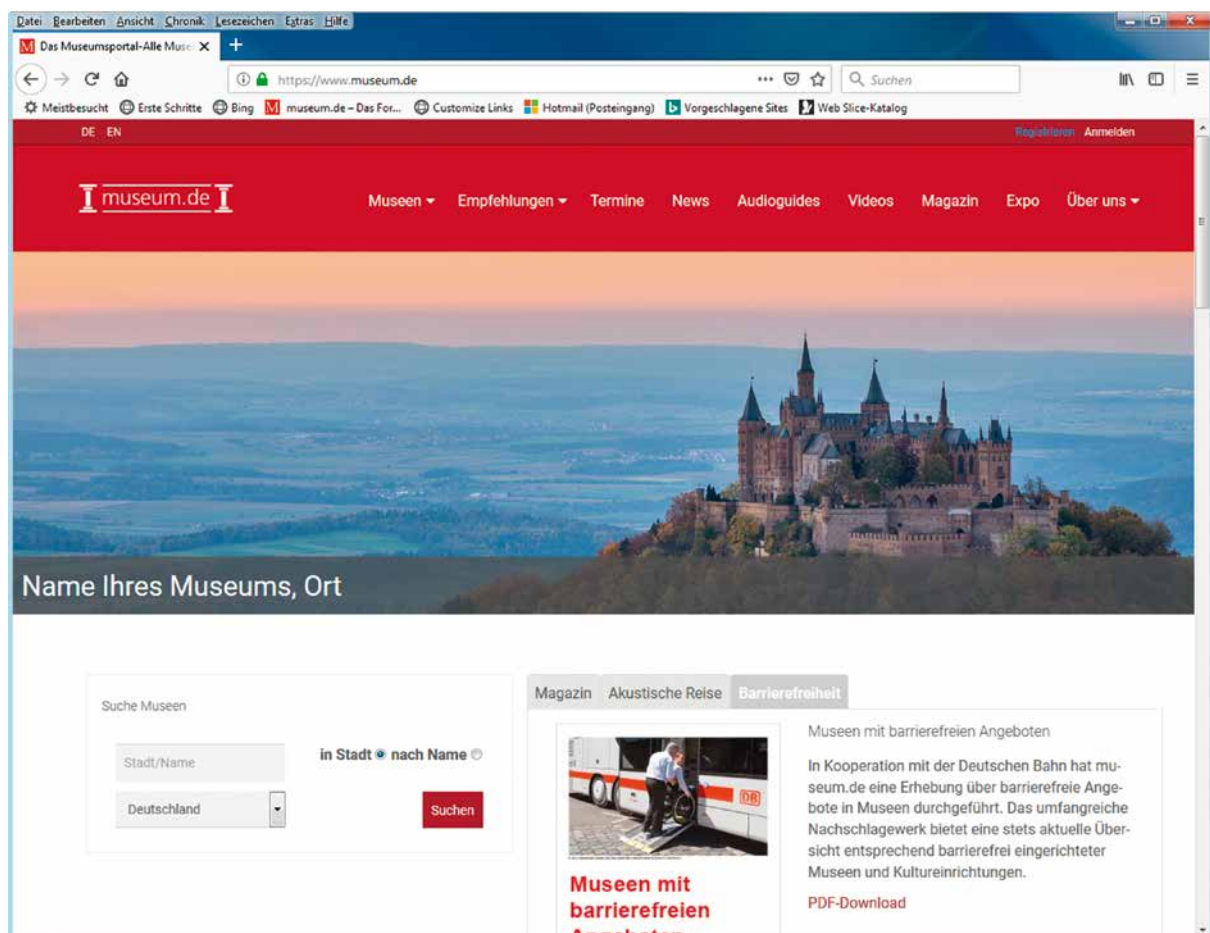 Datei Bearbeiten Ansicht Chronik Lesezeichen Extras Hilfe
Das Museumsportal-Alle Muse
https://www.museum.de
Suchen
Meistbesucht Erste Schritte Bing museum.de – Das For... Customize Links Hotmail (Posteingang) Vorgeschlagene Sites Web Slice-Katalog
DE EN
Registrieren Anmelden
museum.de
Museen Empfehlungen Termine News Audioguides Videos Magazin Expo Über uns
Name Ihres Museums, Ort
Suche Museen
Stadt/Name
in Stadt nach Name
Deutschland
Suchen
Magazin Akustische Reise Barrierefreiheit
DB
Museen mit
barrierefreien
Angeboten
Museen mit barrierefreien Angeboten
In Kooperation mit der Deutschen Bahn hat mu-
seum.de eine Erhebung über barrierefreie Ange-
bote in Museen durchgeführt. Das umfangreiche
Nachschlagewerk bietet eine stets aktuelle Über-
sicht entsprechend barrierefrei eingerichteter
Museen und Kultureinrichtungen.
PDF-Download